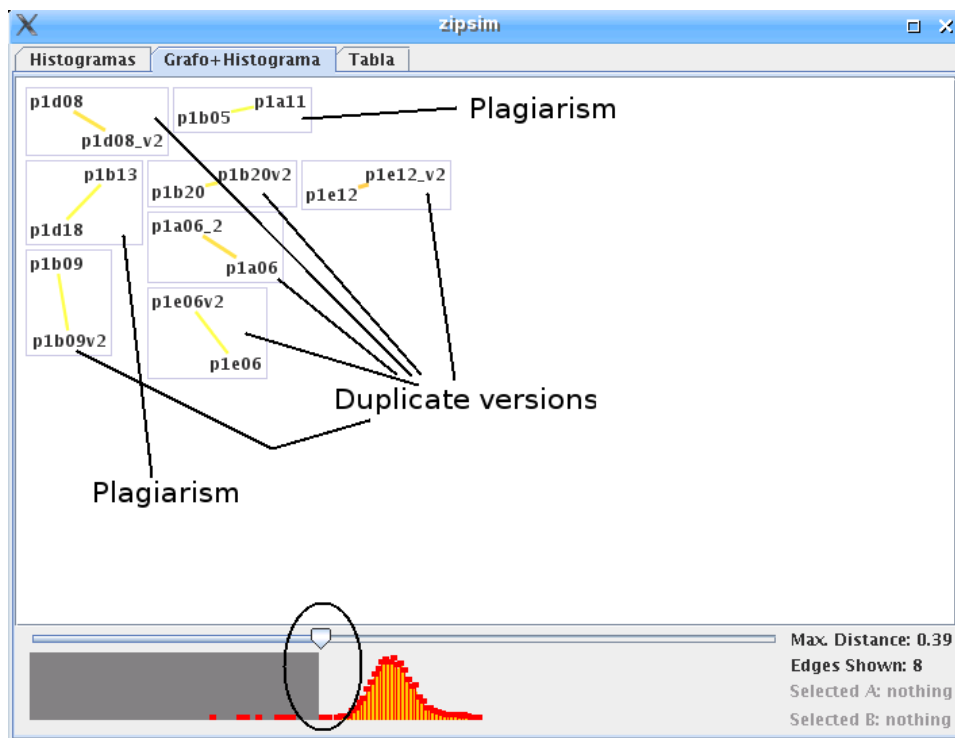 zipsim
Histogramas Grafo+Histograma Tabla
p1d08
p1d08_v2
p1a11
p1b05
Plagiarism
p1b13
p1d18
p1b20v2
p1b20
p1e12_v2
p1e12
p1a06_2
p1a06
p1b09
p1b09v2
p1e06v2
p1e06
Duplicate versions
Plagiarism
Max. Distance: 0.39
Edges Shown: 8
Selected A: nothing
Selected B: nothing